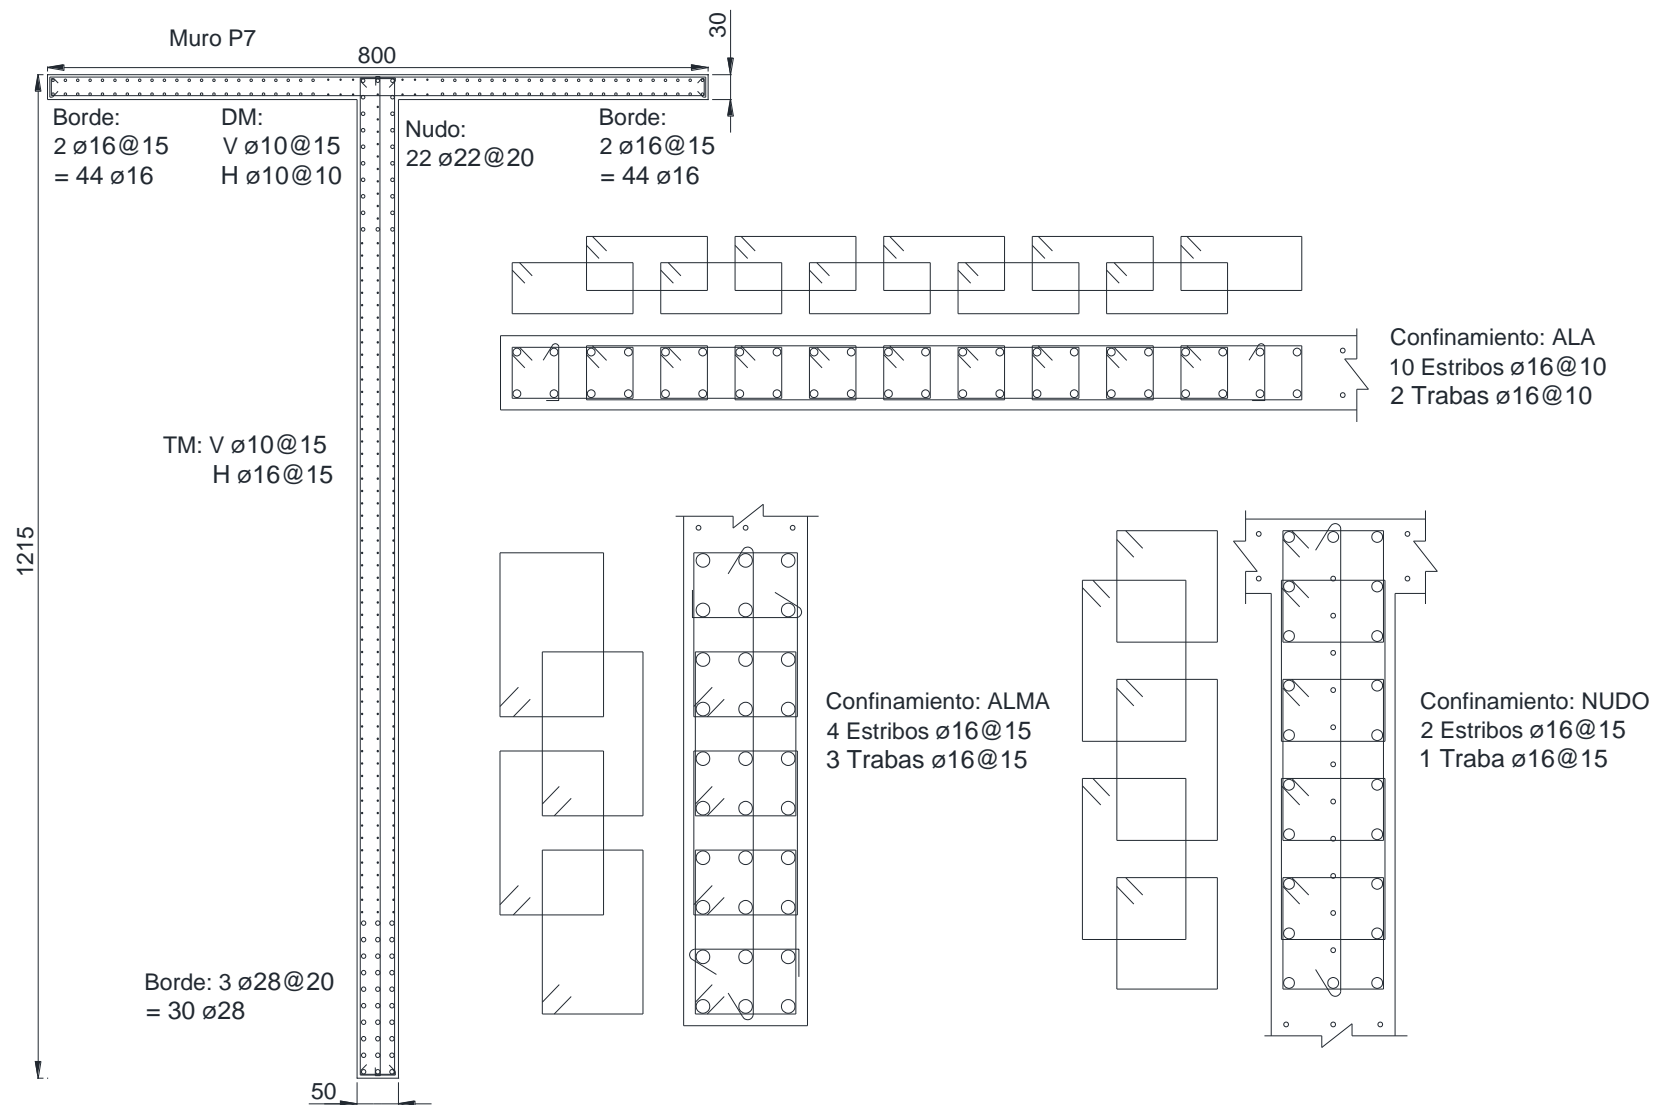 Muro P7
800
30
Borde:
2 ø16@15
= 44 ø16
DM:
V ø10@15
H ø10@10
Nudo:
22 ø22@20
Borde:
2 ø16@15
= 44 ø16
Confinamiento: ALA
10 Estribos ø16@10
2 Trabas ø16@10
TM: V ø10@15
H ø16@15
1215
Confinamiento: ALMA
4 Estribos ø16@15
3 Trabas ø16@15
Confinamiento: NUDO
2 Estribos ø16@15
1 Traba ø16@15
Borde: 3 ø28@20
= 30 ø28
50